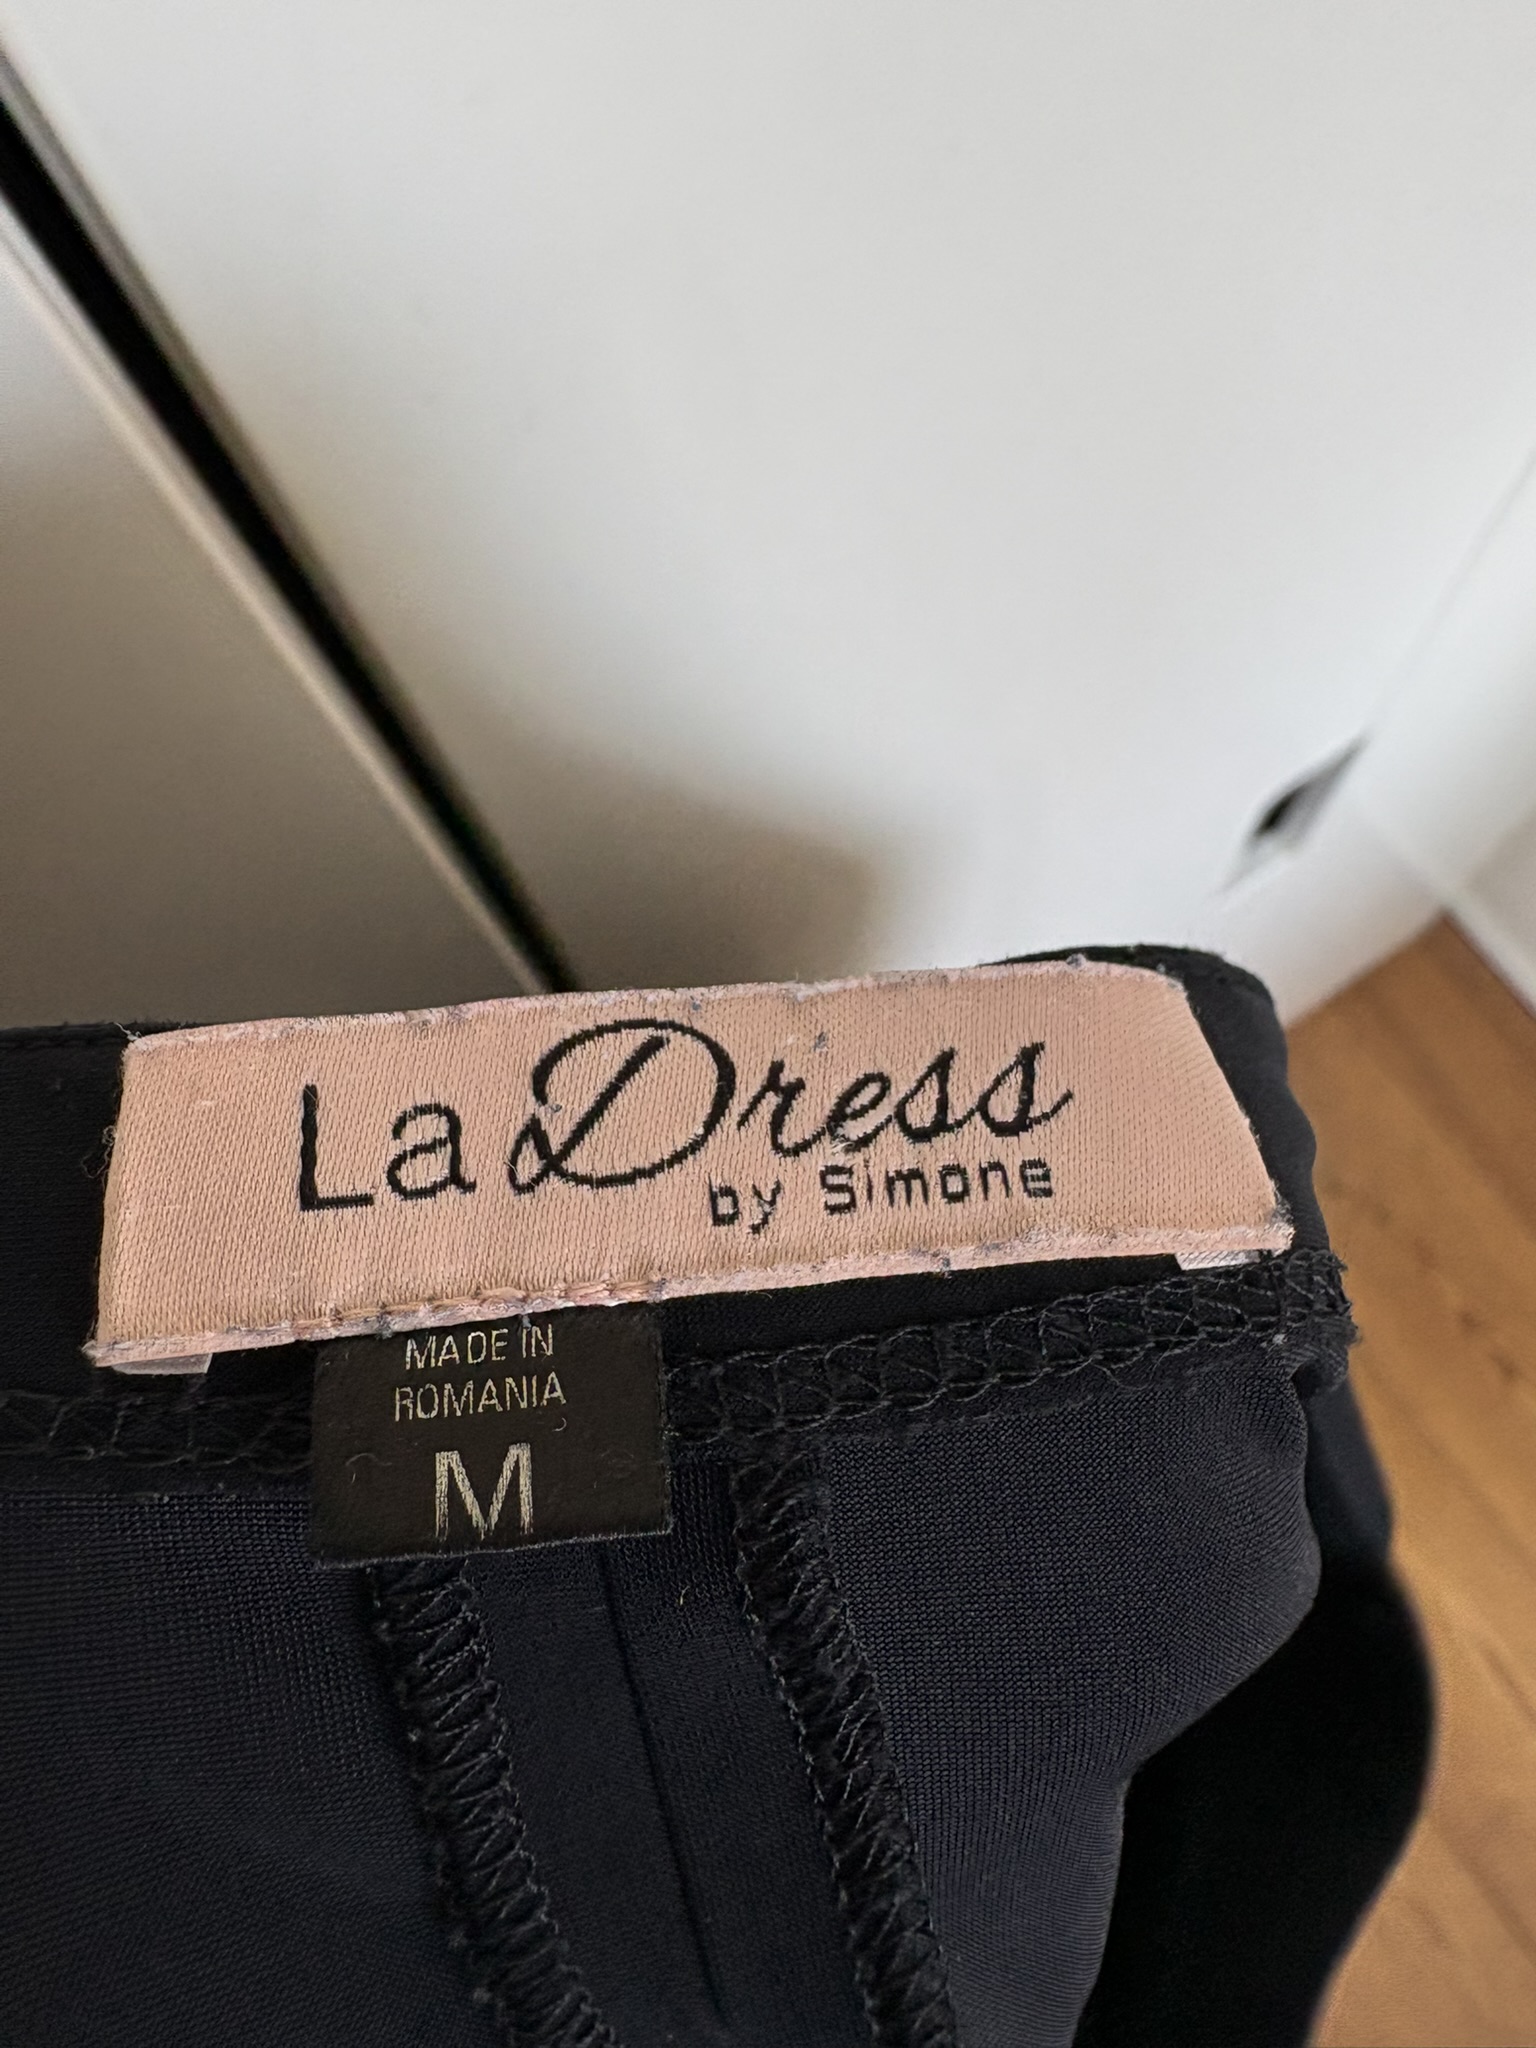 La Dress
by Simone
MADE IN
ROMANIA
M